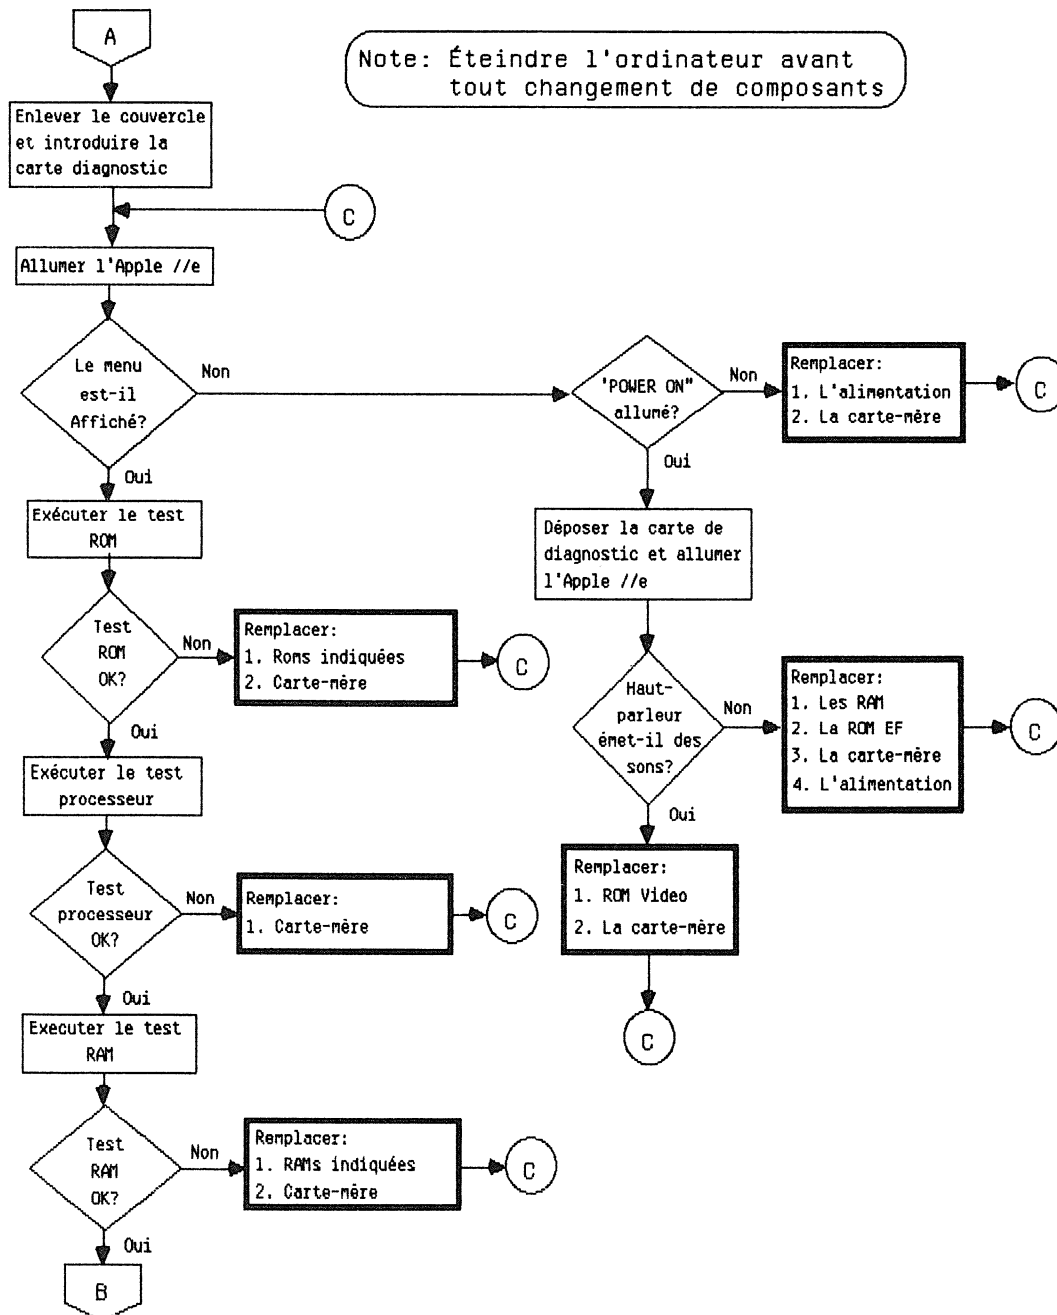 A
Note: Éteindre l'ordinateur avant
tout changement de composants
Enlever le couvercle
et introduire la
carte diagnostic
C
Allumer l'Apple //e
Le menu
est-il
Affiché?
Non
"POWER ON"
allumé?
Non
Remplacer:
1. L'alimentation
2. La carte-mère
C
Oui
Oui
Exécuter le test
ROM
Déposer la carte de
diagnostic et allumer
l'Apple //e
Test
ROM
OK?
Non
Remplacer:
1. Roms indiquées
2. Carte-mère
C
Haut-
parleur
émet-il des
sons?
Non
Remplacer:
1. Les RAM
2. La ROM EF
3. La carte-mère
4. L'alimentation
C
Oui
Exécuter le test
processeur
Oui
Remplacer:
1. ROM Video
2. La carte-mère
C
Test
processeur
OK?
Non
Remplacer:
1. Carte-mère
C
Oui
Executer le test
RAM
Test
RAM
OK?
Non
Remplacer:
1. RAMs indiquées
2. Carte-mère
C
Oui
B